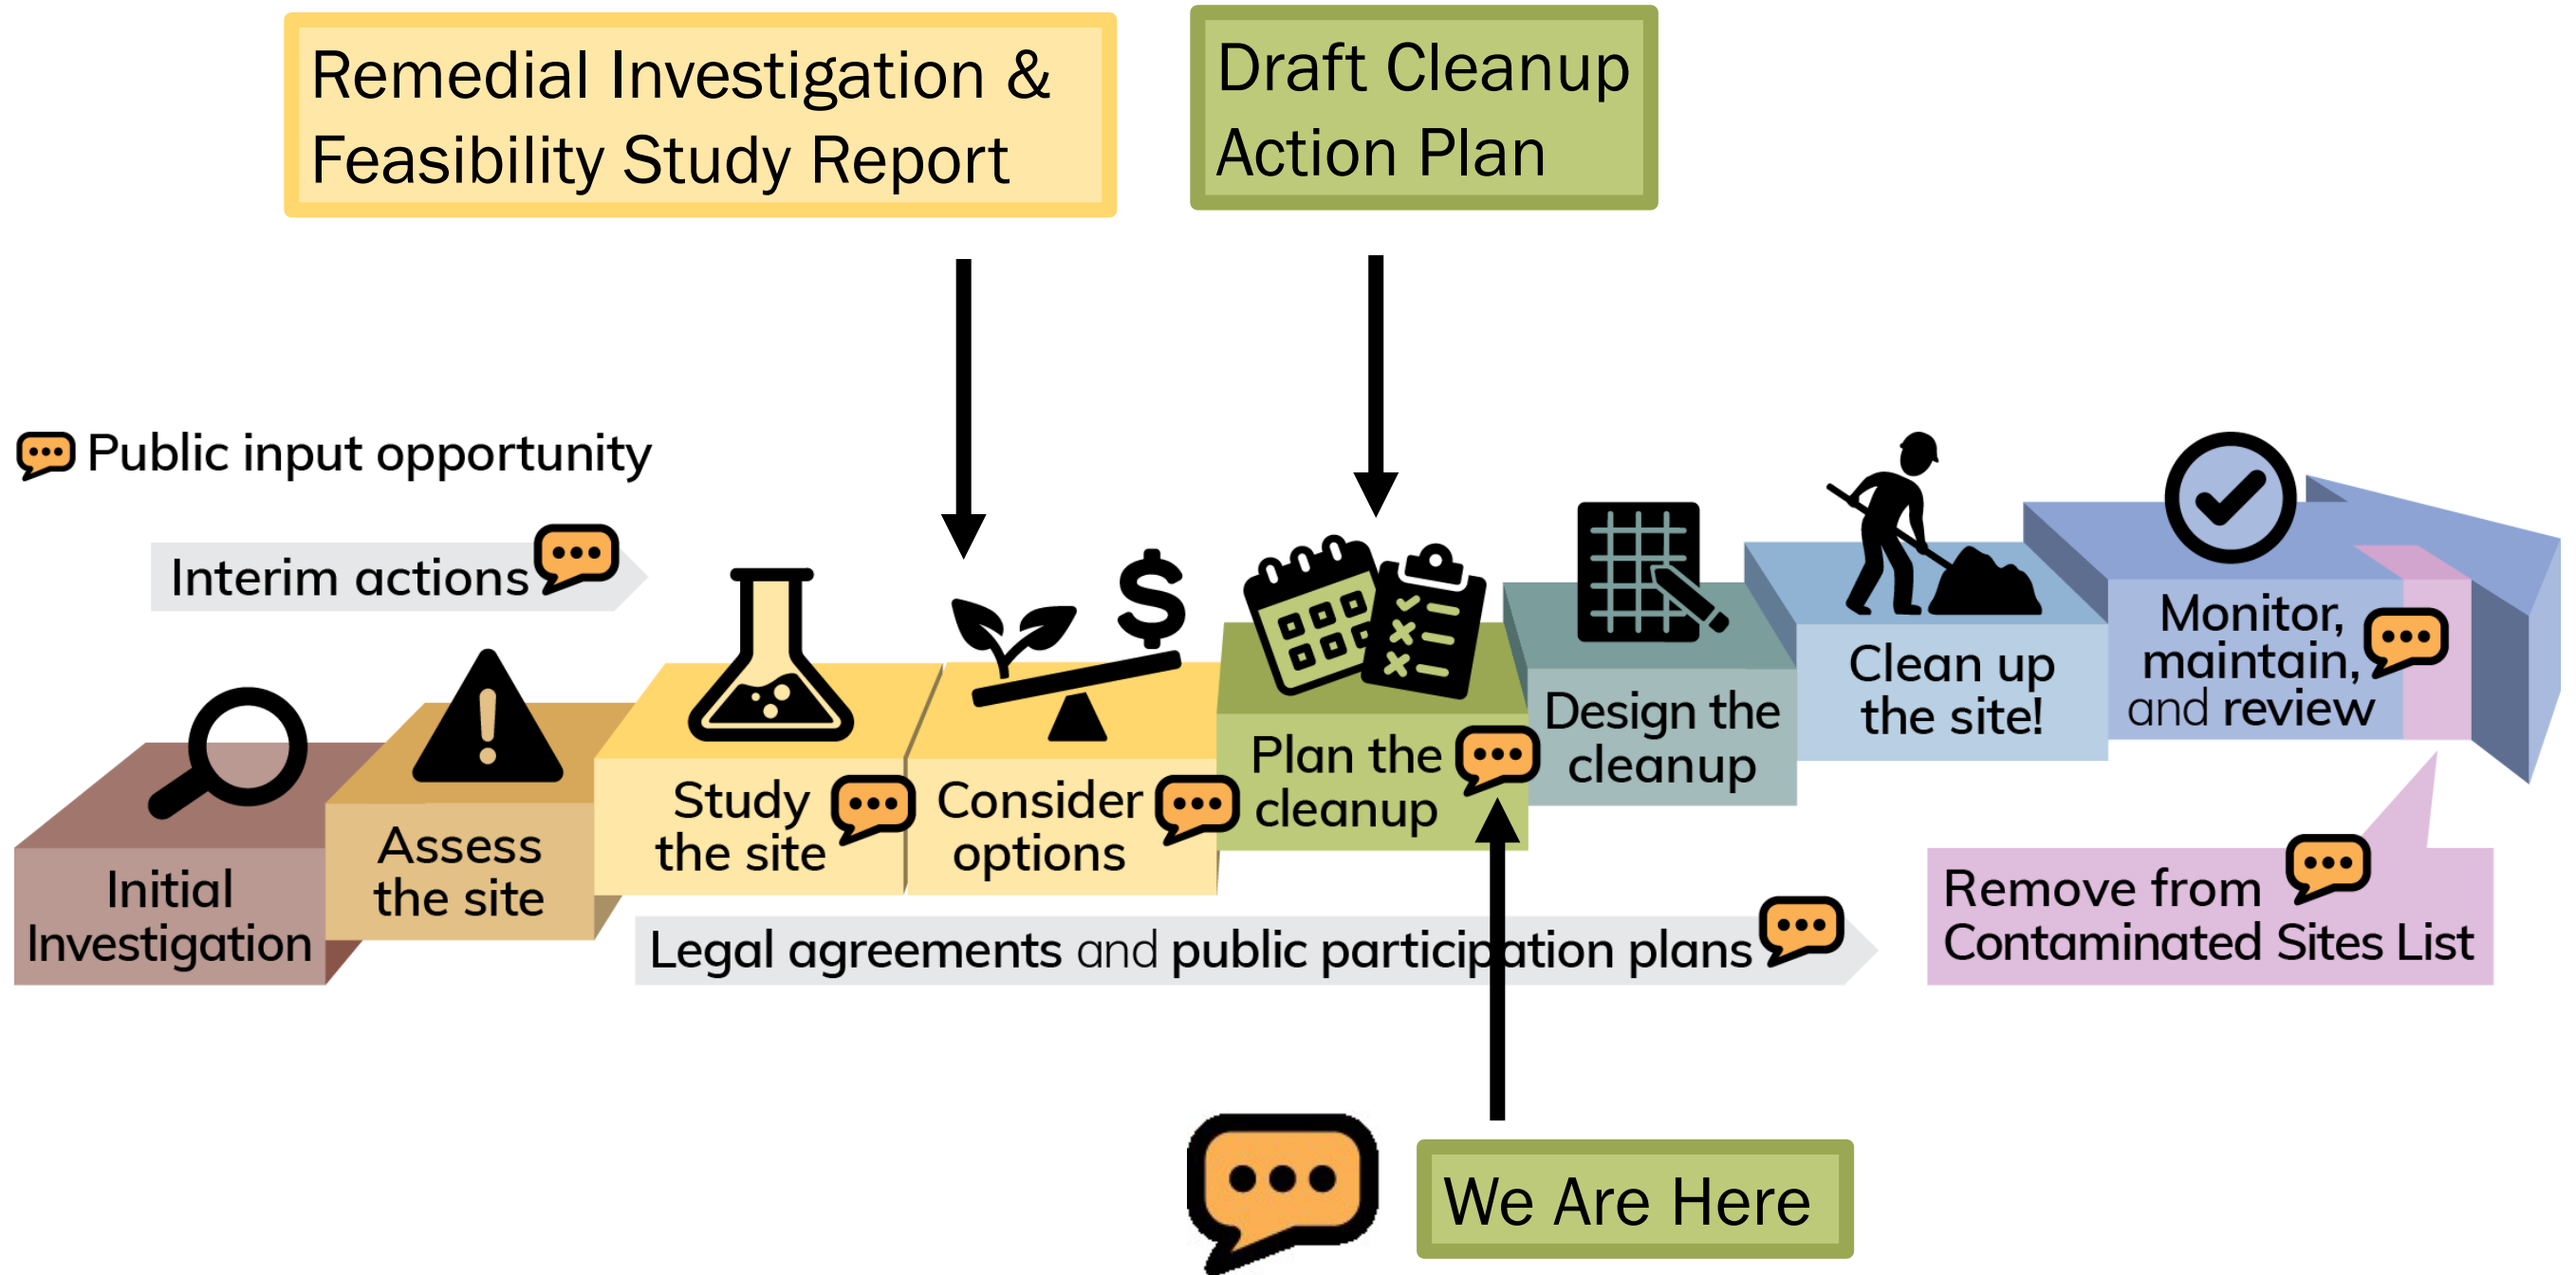 Remedial Investigation &
Feasibility Study Report
Draft Cleanup
Action Plan
Public input opportunity
Interim actions
Initial
Investigation
Assess
the site
Study
the site
Consider
options
Plan the
cleanup
Design the
cleanup
Clean up
the site!
Monitor,
maintain,
and review
Legal agreements and public participation plans
Remove from
Contaminated Sites List
We Are Here